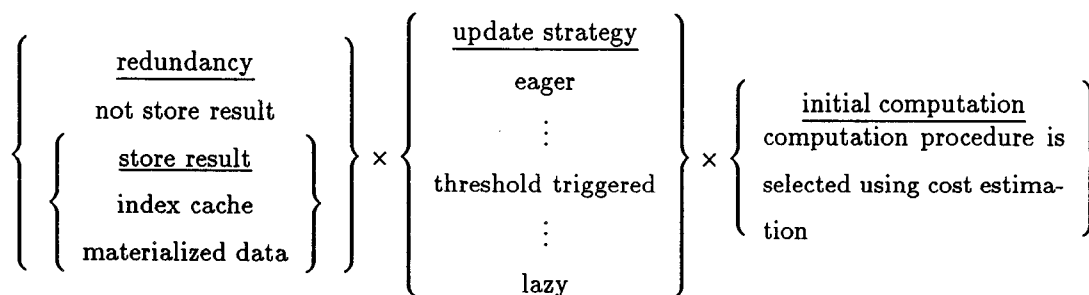 redundancy
not store result
store result
index cache
materialized data
×
update strategy
eager
⋮
threshold triggered
⋮
lazy
×
initial computation
computation procedure is
selected using cost estima-
tion